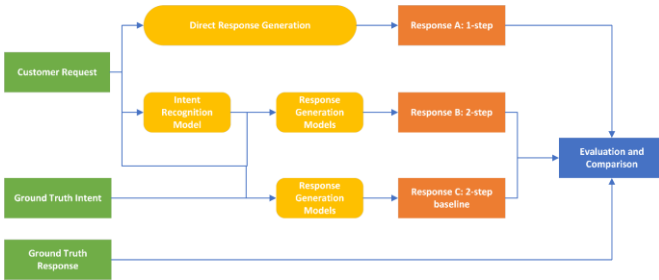 Direct Response Generation
Response A: 1-step
Customer Request
Intent
Recognition
Model
Response
Generation
Models
Response B: 2-step
Evaluation and
Comparison
Ground Truth Intent
Response
Generation
Models
Response C: 2-step
baseline
Ground Truth
Response